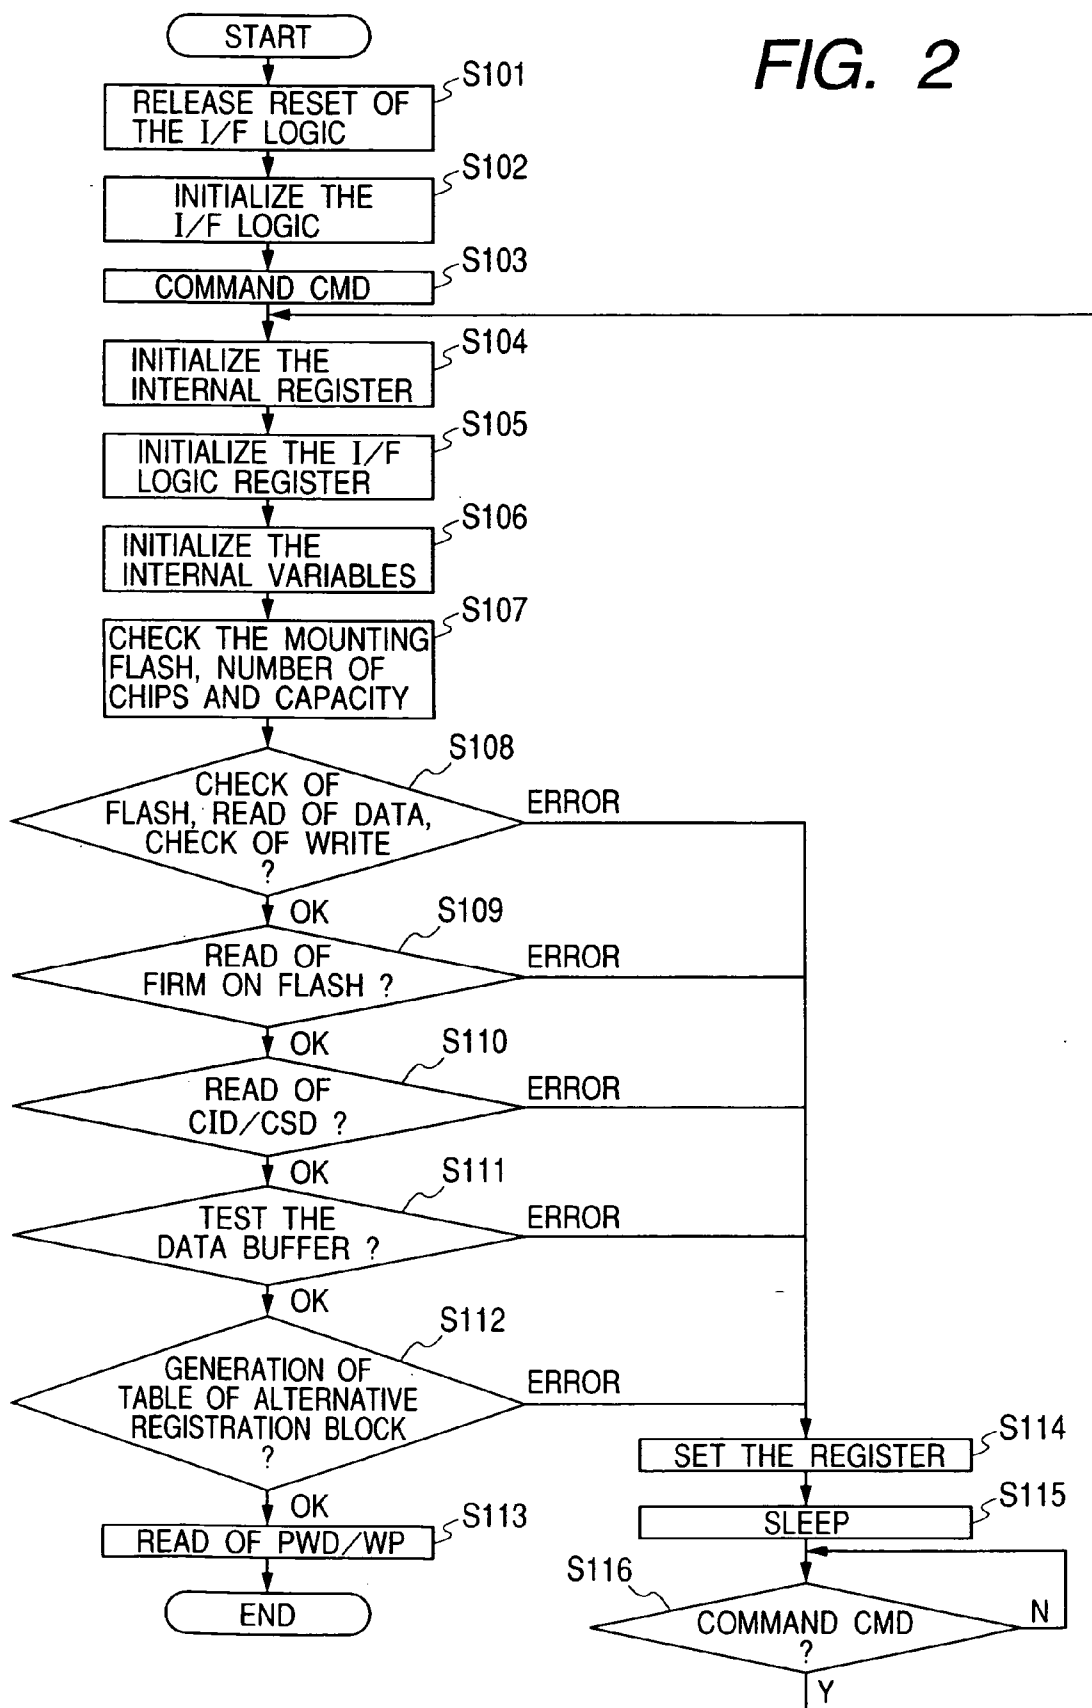 FIG. 2
START
S101
RELEASE RESET OF
THE I/F LOGIC
S102
INITIALIZE THE
I/F LOGIC
S103
COMMAND CMD
S104
INITIALIZE THE
INTERNAL REGISTER
S105
INITIALIZE THE I/F
LOGIC REGISTER
S106
INITIALIZE THE
INTERNAL VARIABLES
S107
CHECK THE MOUNTING
FLASH, NUMBER OF
CHIPS AND CAPACITY
S108
CHECK OF
FLASH, READ OF DATA,
CHECK OF WRITE
?
ERROR
OK
S109
READ OF
FIRM ON FLASH ?
ERROR
OK
S110
READ OF
CID/CSD ?
ERROR
OK
S111
TEST THE
DATA BUFFER ?
ERROR
OK
S112
GENERATION OF
TABLE OF ALTERNATIVE
REGISTRATION BLOCK
?
ERROR
OK
S113
READ OF PWD/WP
END
S114
SET THE REGISTER
S115
SLEEP
S116
COMMAND CMD
?
N
Y